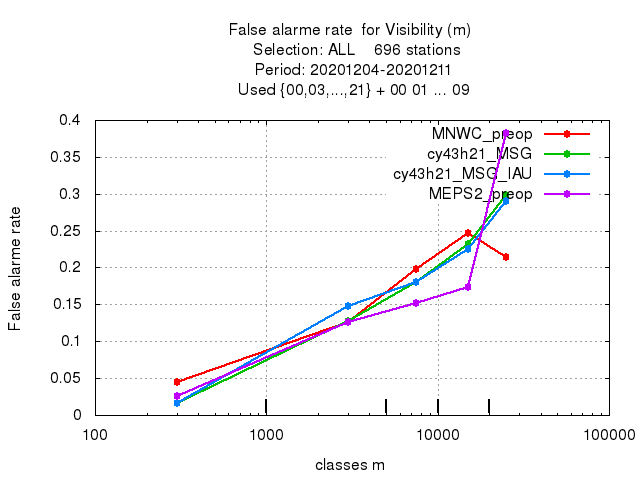 False alarme rate  for Visibility (m)
Selection: ALL    696 stations
Period: 20201204-20201211
Used {00,03,...,21} + 00 01 ... 09
0.4
0.35
0.3
0.25
0.2
0.15
0.1
0.05
0
False alarme rate
MNWC_preop
cy43h21_MSG
cy43h21_MSG_IAU
MEPS2_preop
100
1000
10000
100000
classes m